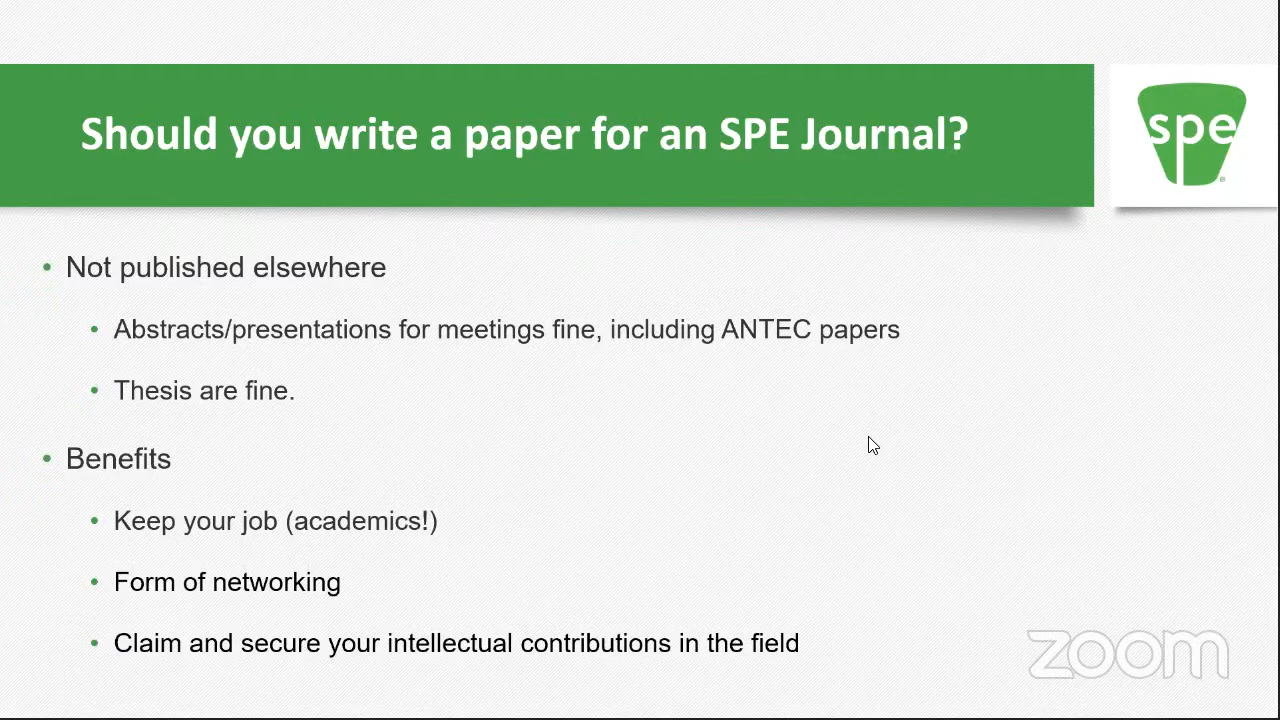 Should you write a paper for an SPE Journal?
spe
• Not published elsewhere
• Abstracts/presentations for meetings fine, including ANTEC papers
• Thesis are fine.
• Benefits
• Keep your job (academics!)
• Form of networking
• Claim and secure your intellectual contributions in the field
zoom